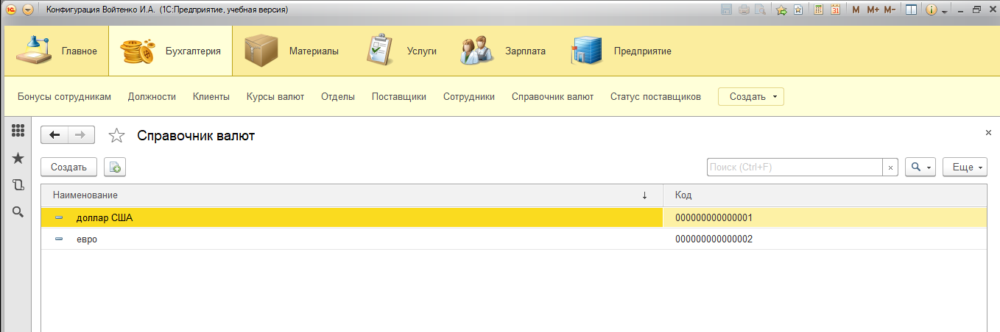 Конфигурация Войтенко И.А. (1С:Предприятие, учебная версия)
M M+ M-
Главное Бухгалтерия Материалы Услуги Зарплата Предприятие
Бонусы сотрудникам Должности Клиенты Курсы валют Отделы Поставщики Сотрудники Справочник валют Статус поставщиков Создать
Справочник валют
Создать Поиск (Ctrl+F) Еще
Наименование Код
доллар США 000000000000001
евро 000000000000002